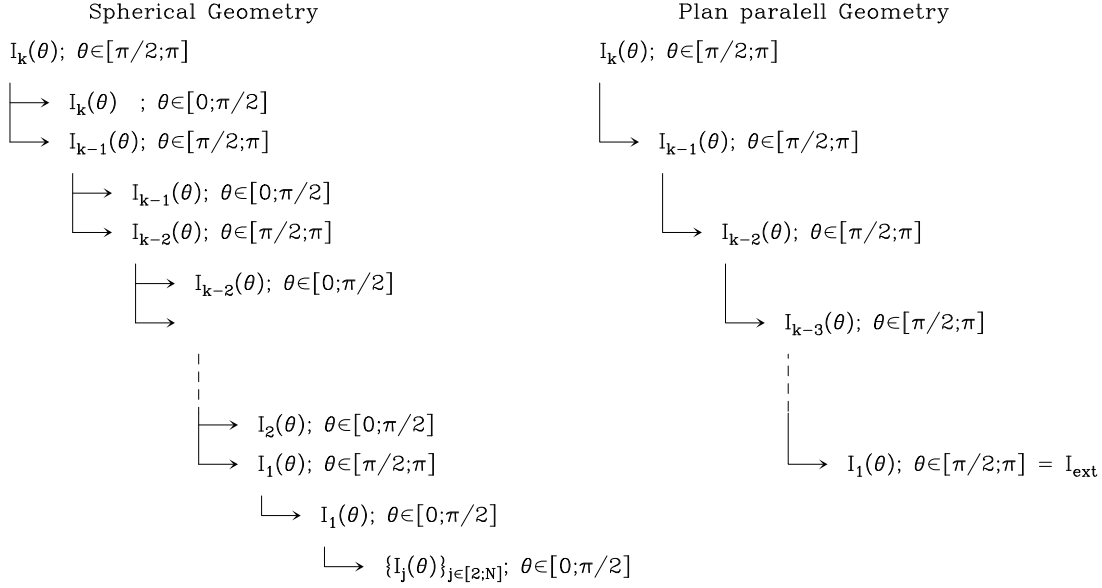 Spherical Geometry
I_k(θ); θ∈[π/2;π]
I_k(θ) ; θ∈[0;π/2]
I_{k−1}(θ); θ∈[π/2;π]
I_{k−1}(θ); θ∈[0;π/2]
I_{k−2}(θ); θ∈[π/2;π]
I_{k−2}(θ); θ∈[0;π/2]
I_2(θ); θ∈[0;π/2]
I_1(θ); θ∈[π/2;π]
I_1(θ); θ∈[0;π/2]
{I_j(θ)}_{j∈[2;N]}; θ∈[0;π/2]
Plan paralell Geometry
I_k(θ); θ∈[π/2;π]
I_{k−1}(θ); θ∈[π/2;π]
I_{k−2}(θ); θ∈[π/2;π]
I_{k−3}(θ); θ∈[π/2;π]
I_1(θ); θ∈[π/2;π] = I_{ext}